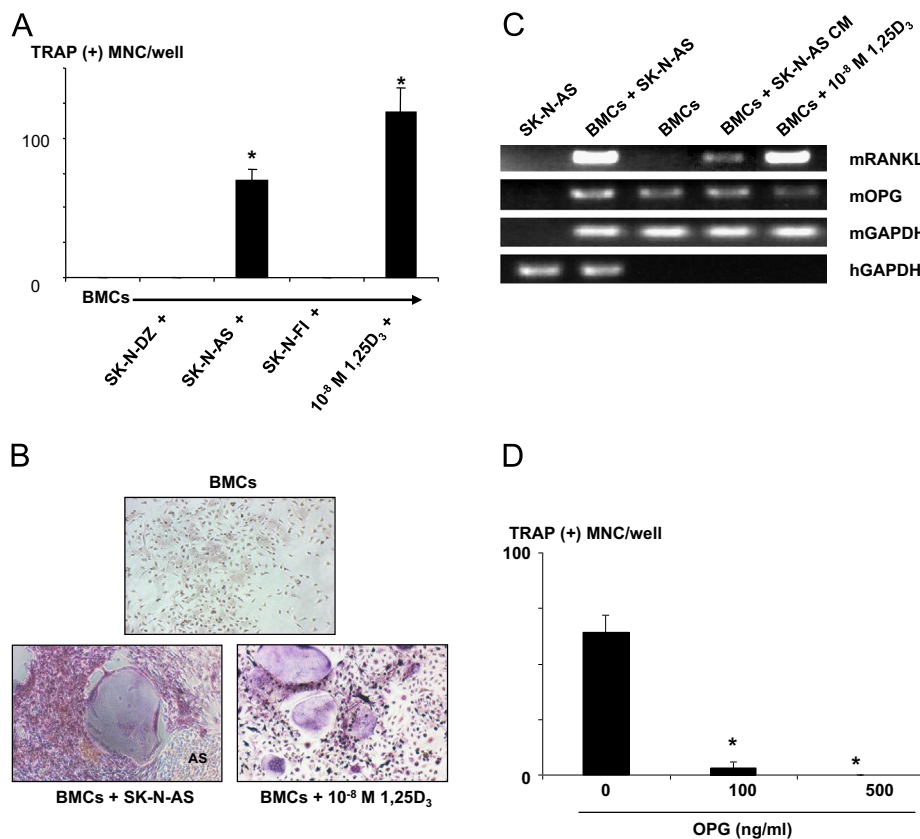 A
TRAP (+) MNC/well
*
*
100
0
BMCs
SK-N-DZ +
SK-N-AS +
SK-N-FI +
10⁻⁸ M 1,25D₃ +
B
BMCs
AS
BMCs + SK-N-AS
BMCs + 10⁻⁸ M 1,25D₃
C
SK-N-AS
BMCs + SK-N-AS
BMCs
BMCs + SK-N-AS CM
BMCs + 10⁻⁸ M 1,25D₃
mRANKL
mOPG
mGAPDH
hGAPDH
D
TRAP (+) MNC/well
100
*
*
0
0 100 500
OPG (ng/ml)